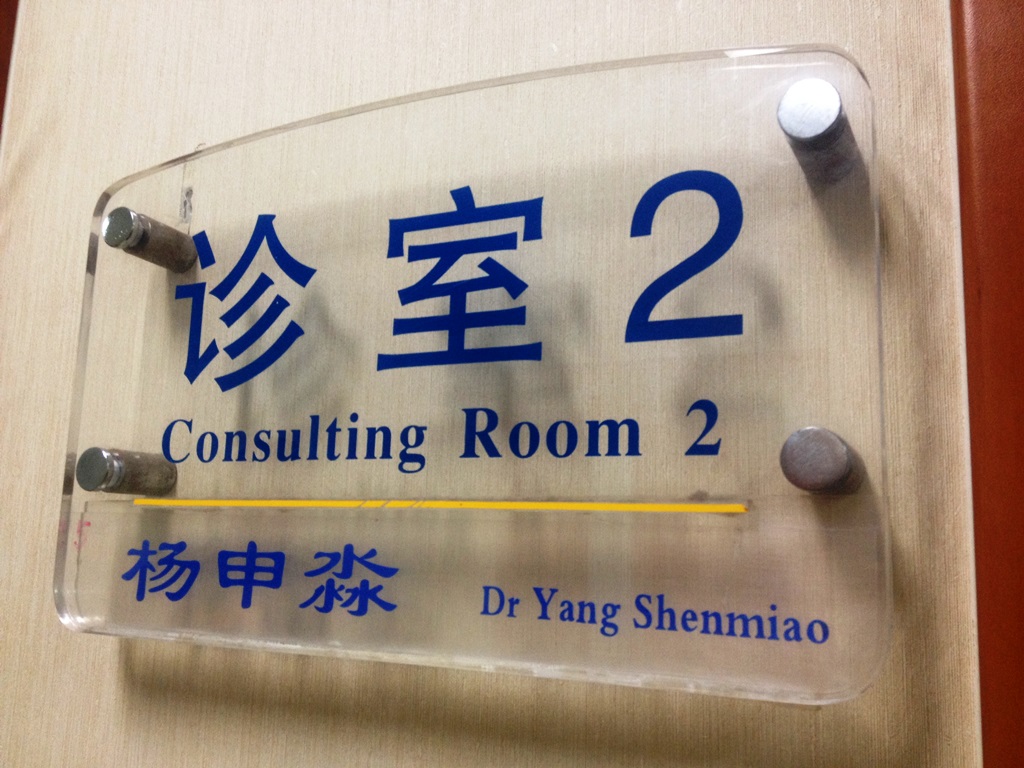 诊室2
Consulting Room 2
杨申淼 Dr Yang Shenmiao